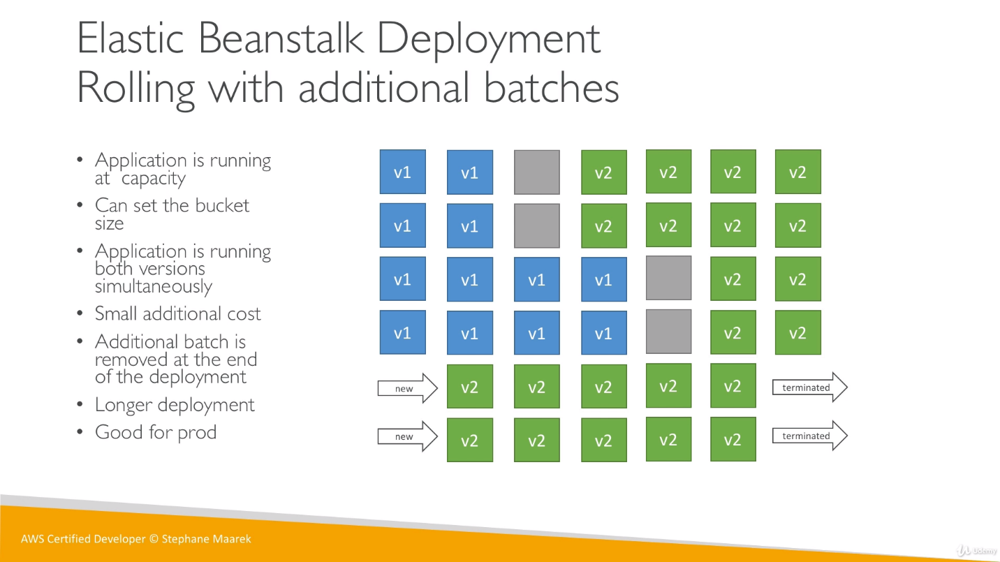 Elastic Beanstalk Deployment
Rolling with additional batches
• Application is running
at capacity
• Can set the bucket
size
• Application is running
both versions
simultaneously
• Small additional cost
• Additional batch is
removed at the end
of the deployment
• Longer deployment
• Good for prod
v1 v1 v2 v2 v2 v2
v1 v1 v2 v2 v2 v2
v1 v1 v1 v1 v2 v2
v1 v1 v1 v1 v2 v2
new v2 v2 v2 v2 v2 terminated
new v2 v2 v2 v2 v2 terminated
AWS Certified Developer © Stephane Maarek
Udemy